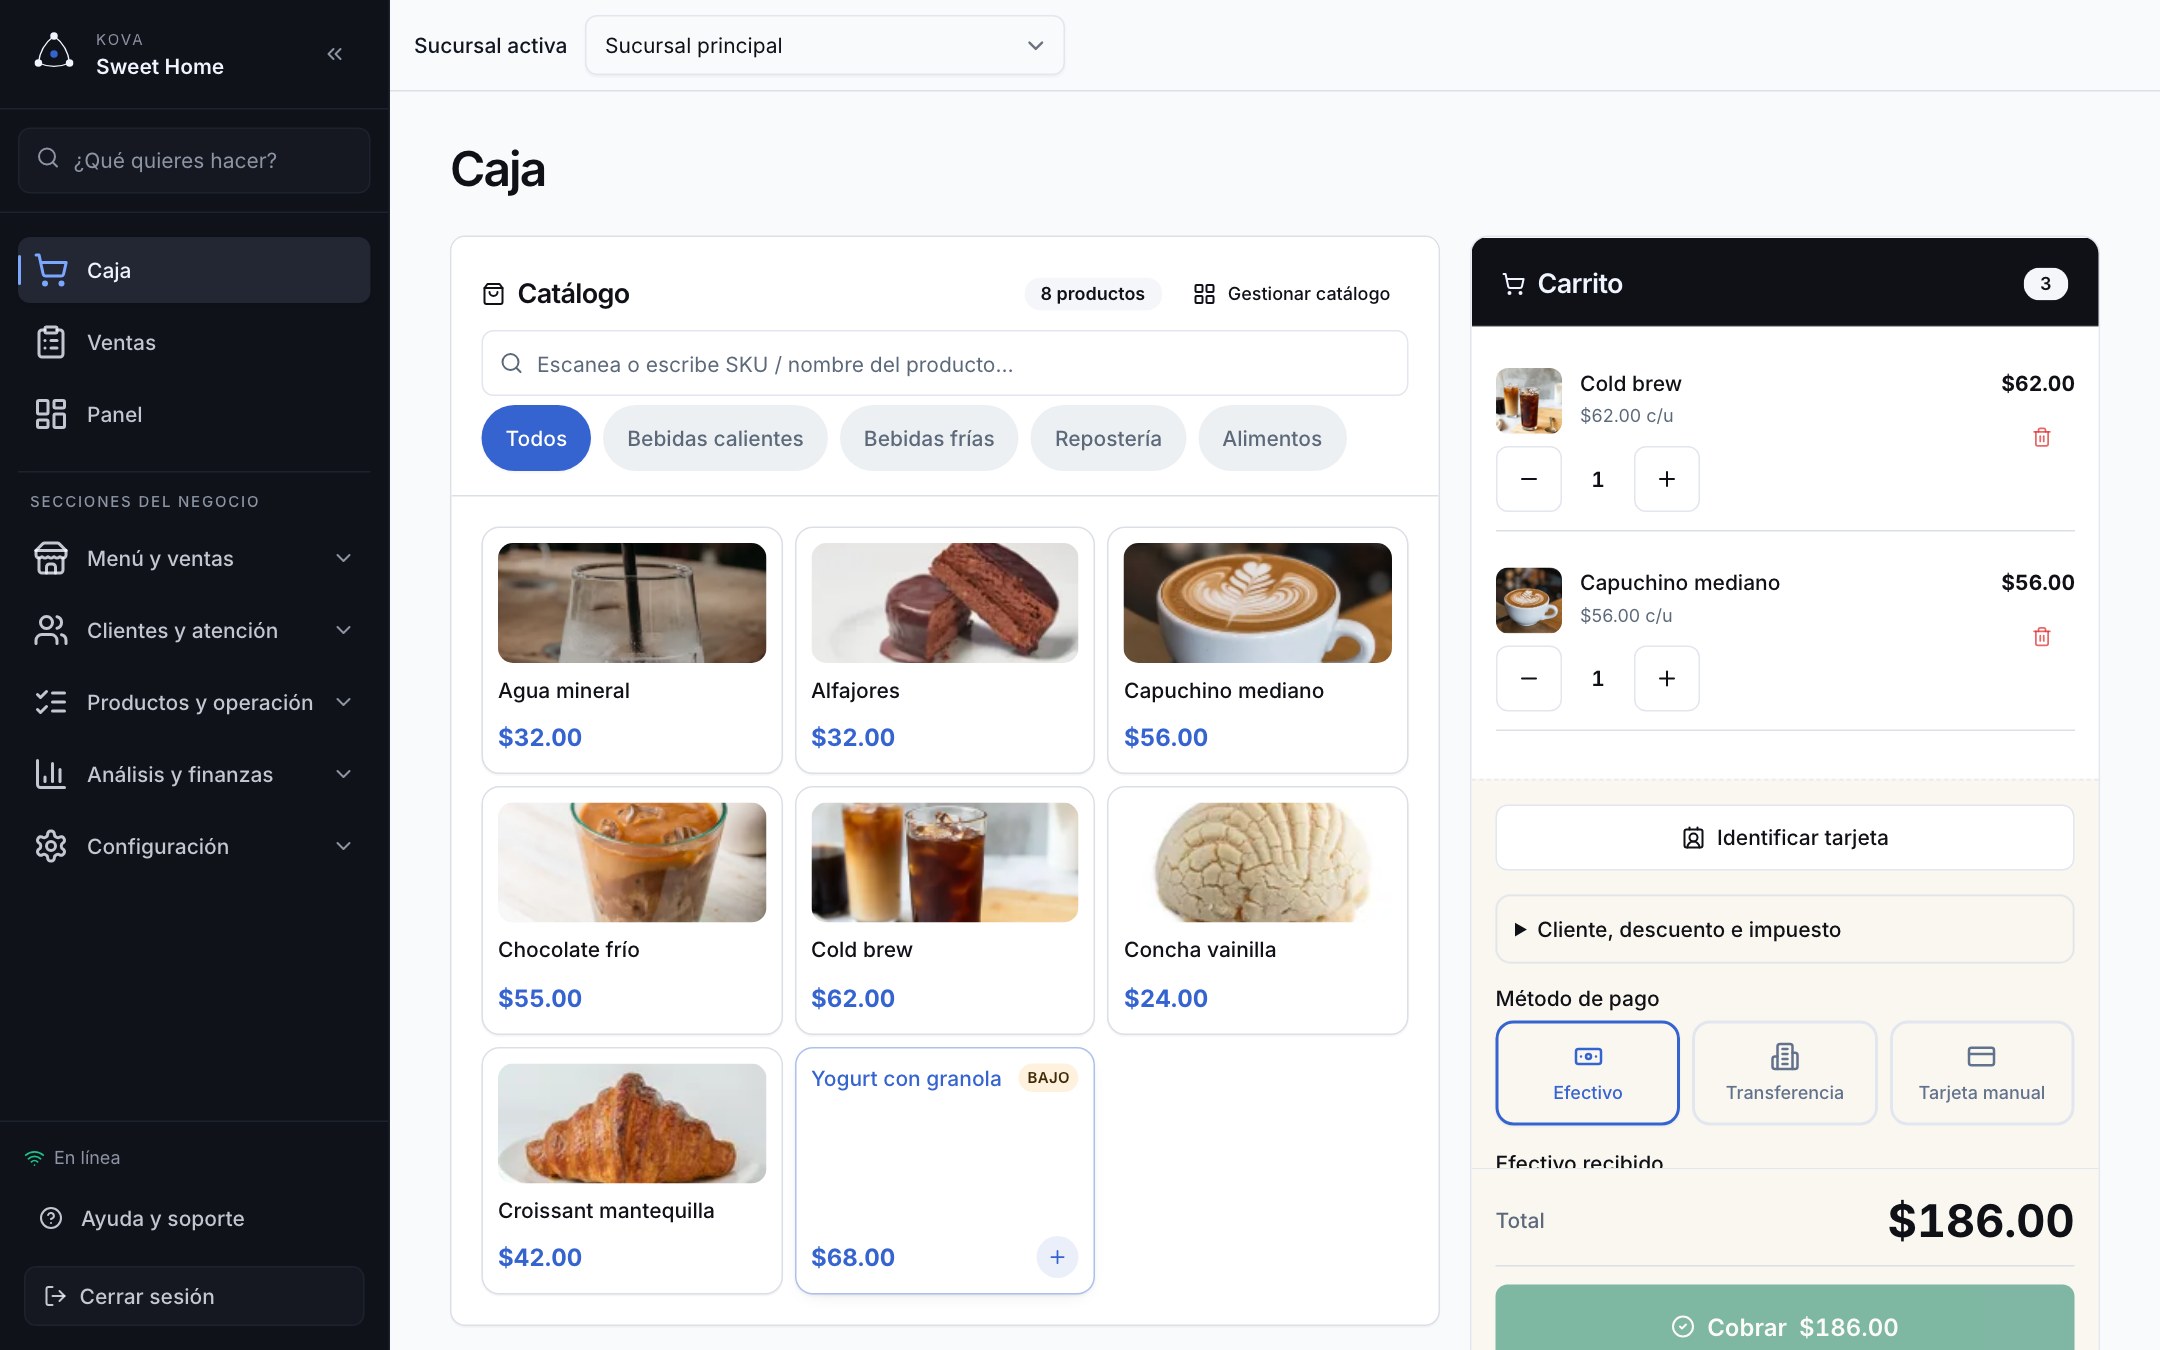 KOVA
Sweet Home
¿Qué quieres hacer?
Caja
Ventas
Panel
SECCIONES DEL NEGOCIO
Menú y ventas
Clientes y atención
Productos y operación
Análisis y finanzas
Configuración
En línea
Ayuda y soporte
Cerrar sesión
Sucursal activa
Sucursal principal
Caja
Catálogo
8 productos
Gestionar catálogo
Escanea o escribe SKU / nombre del producto...
Todos
Bebidas calientes
Bebidas frías
Repostería
Alimentos
Agua mineral
$32.00
Alfajores
$32.00
Capuchino mediano
$56.00
Chocolate frío
$55.00
Cold brew
$62.00
Concha vainilla
$24.00
Croissant mantequilla
$42.00
Yogurt con granola
BAJO
$68.00
Carrito
3
Cold brew
$62.00
$62.00 c/u
1
Capuchino mediano
$56.00
$56.00 c/u
1
Identificar tarjeta
Cliente, descuento e impuesto
Método de pago
Efectivo
Transferencia
Tarjeta manual
Efectivo recibido
Total
$186.00
Cobrar $186.00